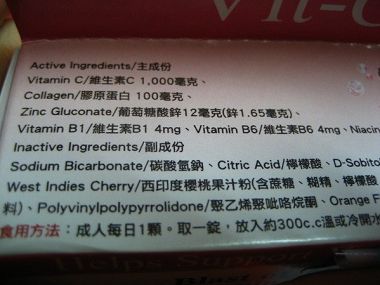 Vit-C
Active Ingredients/主成份
Vitamin C/維生素C 1,000毫克、
Collagen/膠原蛋白 100毫克、
Zinc Gluconate/葡萄糖酸鋅12毫克(鋅1.65毫克)、
Vitamin B1/維生素B1 4mg、Vitamin B6/維生素B6 4mg、Niacin
Inactive Ingredients/副成份
Sodium Bicarbonate/碳酸氫鈉、Citric Acid/檸檬酸、D-Sobito
West Indies Cherry/西印度櫻桃果汁粉(含蔗糖、糊精、檸檬酸
料)、Polyvinylpolypyrrolidone/聚乙烯聚吡咯烷酮、Orange F
食用方法：成人每日1顆。取一錠，放入約300c.c溫或冷開水
Helps Support